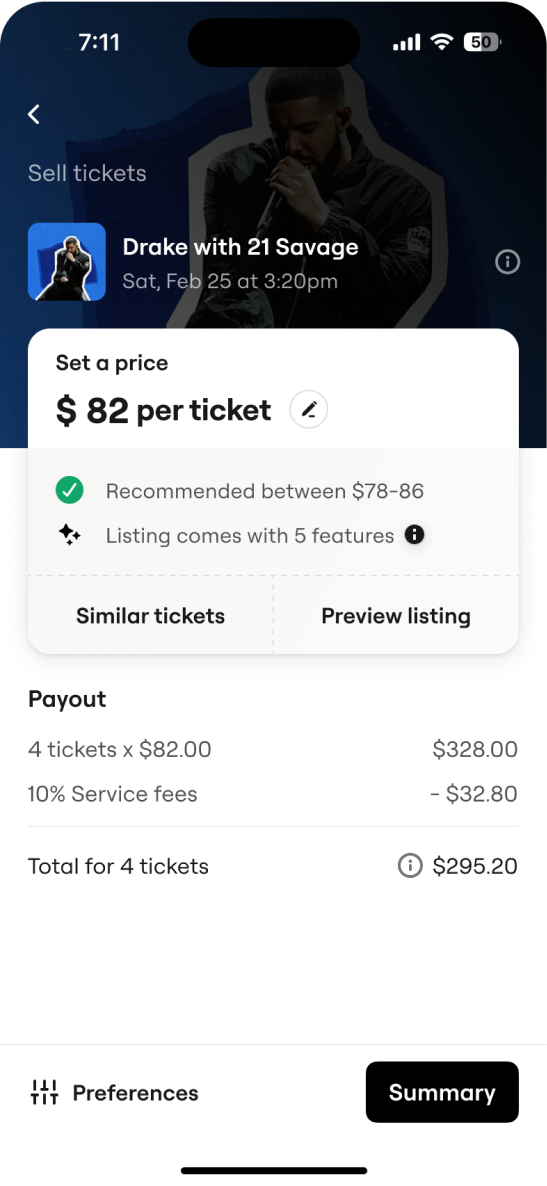 7:11
50
Sell tickets
Drake with 21 Savage
Sat, Feb 25 at 3:20pm
Set a price
$ 82 per ticket
Recommended between $78-86
Listing comes with 5 features
Similar tickets
Preview listing
Payout
4 tickets x $82.00
$328.00
10% Service fees
- $32.80
Total for 4 tickets
$295.20
Preferences
Summary